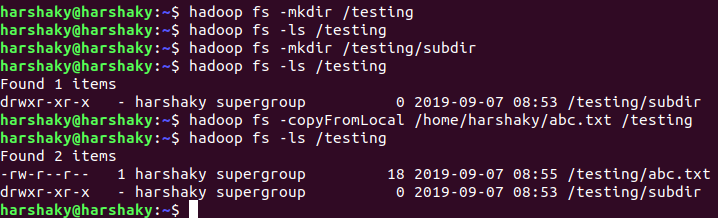 harshaky@harshaky:~$ hadoop fs -mkdir /testing
harshaky@harshaky:~$ hadoop fs -ls /testing
harshaky@harshaky:~$ hadoop fs -mkdir /testing/subdir
harshaky@harshaky:~$ hadoop fs -ls /testing
Found 1 items
drwxr-xr-x   - harshaky supergroup          0 2019-09-07 08:53 /testing/subdir
harshaky@harshaky:~$ hadoop fs -copyFromLocal /home/harshaky/abc.txt /testing
harshaky@harshaky:~$ hadoop fs -ls /testing
Found 2 items
-rw-r--r--   1 harshaky supergroup         18 2019-09-07 08:55 /testing/abc.txt
drwxr-xr-x   - harshaky supergroup          0 2019-09-07 08:53 /testing/subdir
harshaky@harshaky:~$